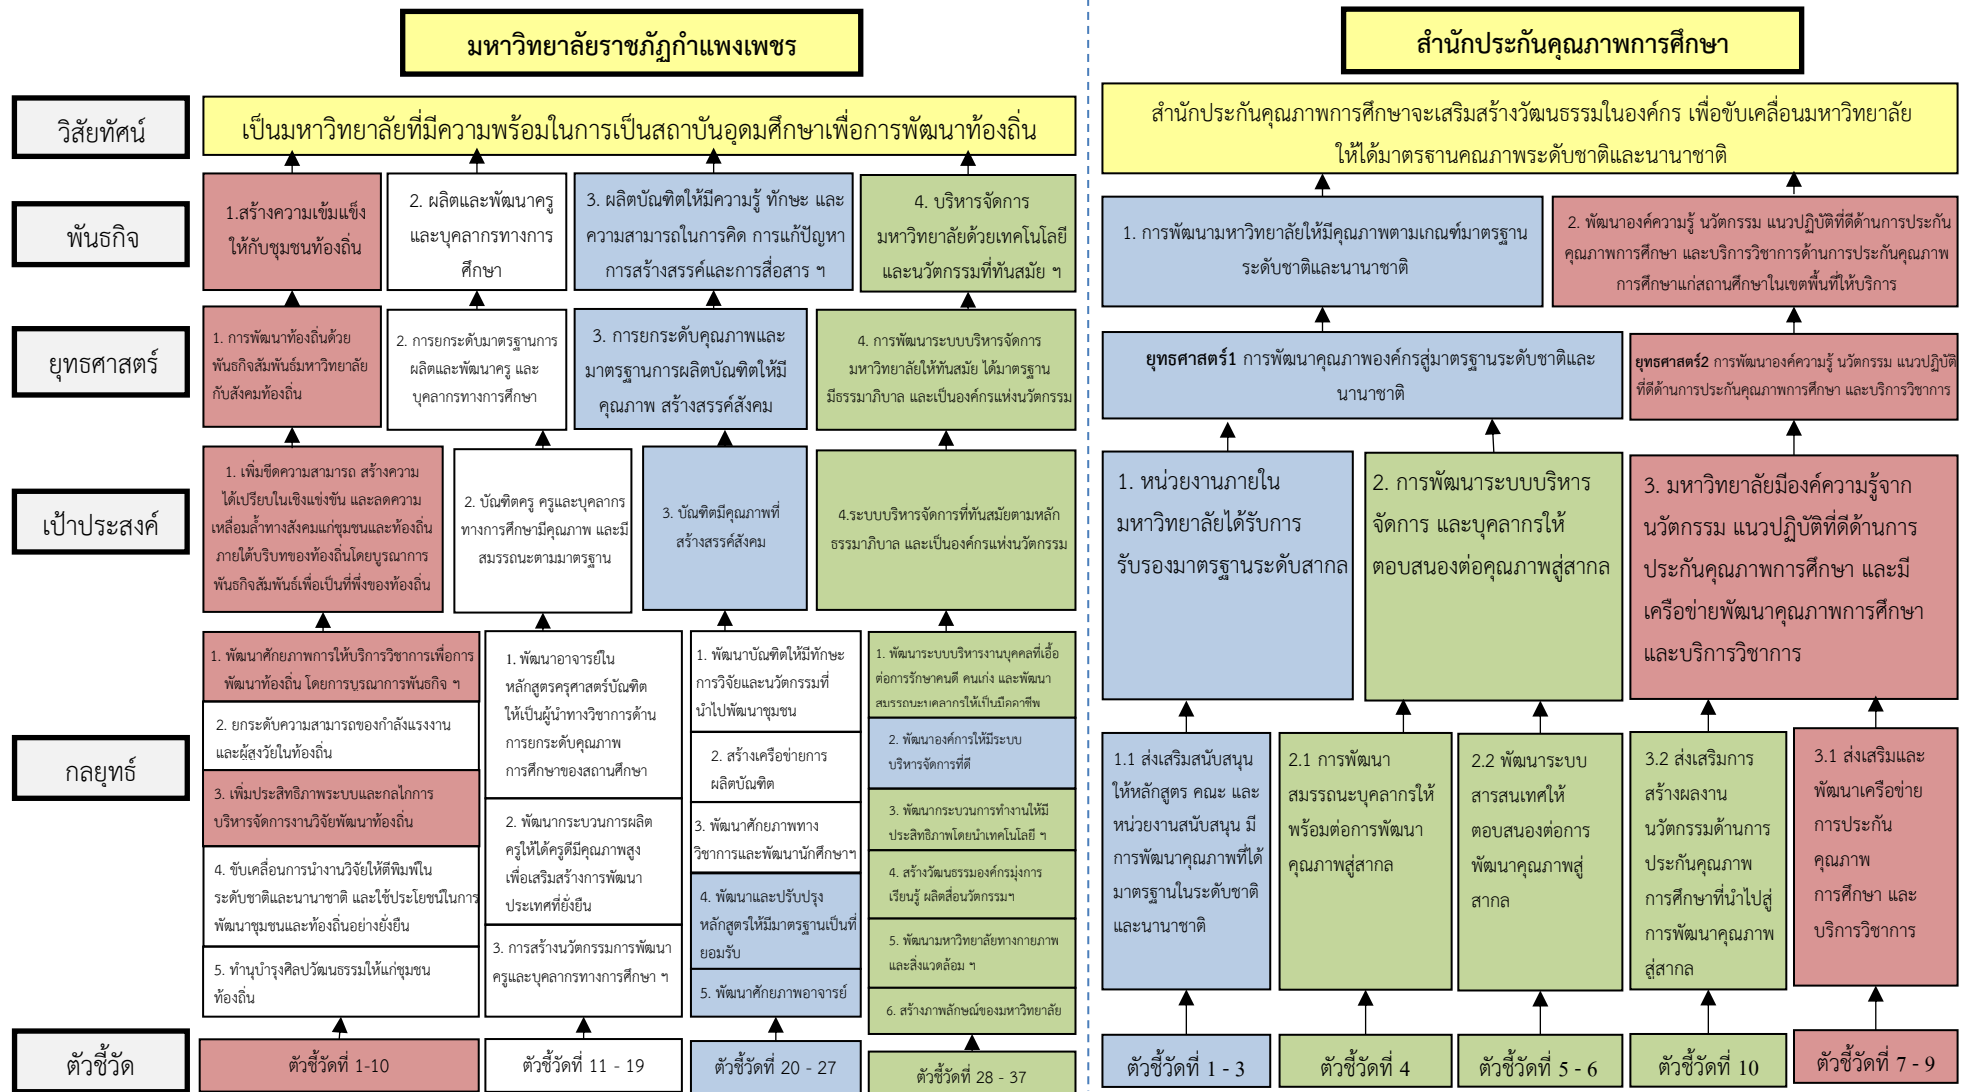 มหาวิทยาลัยราชภัฏกำแพงเพชร
สำนักประกันคุณภาพการศึกษา
วิสัยทัศน์
เป็นมหาวิทยาลัยที่มีความพร้อมในการเป็นสถาบันอุดมศึกษาเพื่อการพัฒนาท้องถิ่น
สำนักประกันคุณภาพการศึกษาจะเสริมสร้างวัฒนธรรมในองค์กร เพื่อขับเคลื่อนมหาวิทยาลัย
ให้ได้มาตรฐานคุณภาพระดับชาติและนานาชาติ
พันธกิจ
1.สร้างความเข้มแข็ง
ให้กับชุมชนท้องถิ่น
2. ผลิตและพัฒนาครู
และบุคลากรทางการ
ศึกษา
3. ผลิตบัณฑิตให้มีความรู้ ทักษะ และ
ความสามารถในการคิด การแก้ปัญหา
การสร้างสรรค์และการสื่อสาร ฯ
4. บริหารจัดการ
มหาวิทยาลัยด้วยเทคโนโลยี
และนวัตกรรมที่ทันสมัย ฯ
1. การพัฒนามหาวิทยาลัยให้มีคุณภาพตามเกณฑ์มาตรฐาน
ระดับชาติและนานาชาติ
2. พัฒนาองค์ความรู้ นวัตกรรม แนวปฏิบัติที่ดีด้านการประกัน
คุณภาพการศึกษา และบริการวิชาการด้านการประกันคุณภาพ
การศึกษาแก่สถานศึกษาในเขตพื้นที่ให้บริการ
ยุทธศาสตร์
1. การพัฒนาท้องถิ่นด้วย
พันธกิจสัมพันธ์มหาวิทยาลัย
กับสังคมท้องถิ่น
2. การยกระดับมาตรฐานการ
ผลิตและพัฒนาครู และ
บุคลากรทางการศึกษา
3. การยกระดับคุณภาพและ
มาตรฐานการผลิตบัณฑิตให้มี
คุณภาพ สร้างสรรค์สังคม
4. การพัฒนาระบบบริหารจัดการ
มหาวิทยาลัยให้ทันสมัย ได้มาตรฐาน
มีธรรมาภิบาล และเป็นองค์กรแห่งนวัตกรรม
ยุทธศาสตร์1 การพัฒนาคุณภาพองค์กรสู่มาตรฐานระดับชาติและ
นานาชาติ
ยุทธศาสตร์2 การพัฒนาองค์ความรู้ นวัตกรรม แนวปฏิบัติ
ที่ดีด้านการประกันคุณภาพการศึกษา และบริการวิชาการ
เป้าประสงค์
1. เพิ่มขีดความสามารถ สร้างความ
ได้เปรียบในเชิงแข่งขัน และลดความ
เหลื่อมล้ำทางสังคมแก่ชุมชนและท้องถิ่น
ภายใต้บริบทของท้องถิ่นโดยบูรณาการ
พันธกิจสัมพันธ์เพื่อเป็นที่พึ่งของท้องถิ่น
2. บัณฑิตครู ครูและบุคลากร
ทางการศึกษามีคุณภาพ และมี
สมรรถนะตามมาตรฐาน
3. บัณฑิตมีคุณภาพที่
สร้างสรรค์สังคม
4.ระบบบริหารจัดการที่ทันสมัยตามหลัก
ธรรมาภิบาล และเป็นองค์กรแห่งนวัตกรรม
1. หน่วยงานภายใน
มหาวิทยาลัยได้รับการ
รับรองมาตรฐานระดับสากล
2. การพัฒนาระบบบริหาร
จัดการ และบุคลากรให้
ตอบสนองต่อคุณภาพสู่สากล
3. มหาวิทยาลัยมีองค์ความรู้จาก
นวัตกรรม แนวปฏิบัติที่ดีด้านการ
ประกันคุณภาพการศึกษา และมี
เครือข่ายพัฒนาคุณภาพการศึกษา
และบริการวิชาการ
กลยุทธ์
1. พัฒนาศักยภาพการให้บริการวิชาการเพื่อการ
พัฒนาท้องถิ่น โดยการบูรณาการพันธกิจ ฯ
2. ยกระดับความสามารถของกำลังแรงงาน
และผู้สูงวัยในท้องถิ่น
3. เพิ่มประสิทธิภาพระบบและกลไกการ
บริหารจัดการงานวิจัยพัฒนาท้องถิ่น
4. ขับเคลื่อนการนำงานวิจัยให้ตีพิมพ์ใน
ระดับชาติและนานาชาติ และใช้ประโยชน์ในการ
พัฒนาชุมชนและท้องถิ่นอย่างยั่งยืน
5. ทำนุบำรุงศิลปวัฒนธรรมให้แก่ชุมชน
ท้องถิ่น
1. พัฒนาอาจารย์ใน
หลักสูตรครุศาสตร์บัณฑิต
ให้เป็นผู้นำทางวิชาการด้าน
การยกระดับคุณภาพ
การศึกษาของสถานศึกษา
2. พัฒนากระบวนการผลิต
ครูให้ได้ครูดีมีคุณภาพสูง
เพื่อเสริมสร้างการพัฒนา
ประเทศที่ยั่งยืน
3. การสร้างนวัตกรรมการพัฒนา
ครูและบุคลากรทางการศึกษา ฯ
1. พัฒนาบัณฑิตให้มีทักษะ
การวิจัยและนวัตกรรมที่
นำไปพัฒนาชุมชน
2. สร้างเครือข่ายการ
ผลิตบัณฑิต
3. พัฒนาศักยภาพทาง
วิชาการและพัฒนานักศึกษาฯ
4. พัฒนาและปรับปรุง
หลักสูตรให้มีมาตรฐานเป็นที่
ยอมรับ
5. พัฒนาศักยภาพอาจารย์
1. พัฒนาระบบบริหารงานบุคคลที่เอื้อ
ต่อการรักษาคนดี คนเก่ง และพัฒนา
สมรรถนะบุคลากรให้เป็นมืออาชีพ
2. พัฒนาองค์การให้มีระบบ
บริหารจัดการที่ดี
3. พัฒนากระบวนการทำงานให้มี
ประสิทธิภาพโดยนำเทคโนโลยี ฯ
4. สร้างวัฒนธรรมองค์กรมุ่งการ
เรียนรู้ ผลิตสื่อนวัตกรรมฯ
5. พัฒนามหาวิทยาลัยทางกายภาพ
และสิ่งแวดล้อม ฯ
6. สร้างภาพลักษณ์ของมหาวิทยาลัย
1.1 ส่งเสริมสนับสนุน
ให้หลักสูตร คณะ และ
หน่วยงานสนับสนุน มี
การพัฒนาคุณภาพที่ได้
มาตรฐานในระดับชาติ
และนานาชาติ
2.1 การพัฒนา
สมรรถนะบุคลากรให้
พร้อมต่อการพัฒนา
คุณภาพสู่สากล
2.2 พัฒนาระบบ
สารสนเทศให้
ตอบสนองต่อการ
พัฒนาคุณภาพสู่
สากล
3.2 ส่งเสริมการ
สร้างผลงาน
นวัตกรรมด้านการ
ประกันคุณภาพ
การศึกษาที่นำไปสู่
การพัฒนาคุณภาพ
สู่สากล
3.1 ส่งเสริมและ
พัฒนาเครือข่าย
การประกัน
คุณภาพ
การศึกษา และ
บริการวิชาการ
ตัวชี้วัด
ตัวชี้วัดที่ 1-10
ตัวชี้วัดที่ 11 - 19
ตัวชี้วัดที่ 20 - 27
ตัวชี้วัดที่ 28 - 37
ตัวชี้วัดที่ 1 - 3
ตัวชี้วัดที่ 4
ตัวชี้วัดที่ 5 - 6
ตัวชี้วัดที่ 10
ตัวชี้วัดที่ 7 - 9